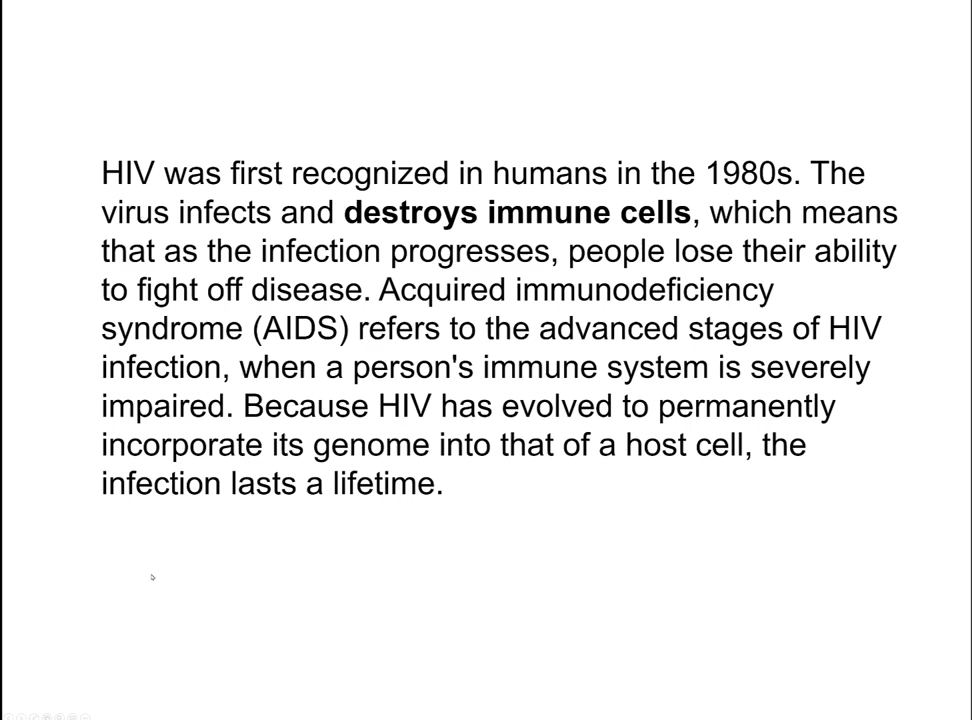 HIV was first recognized in humans in the 1980s. The
virus infects and destroys immune cells, which means
that as the infection progresses, people lose their ability
to fight off disease. Acquired immunodeficiency
syndrome (AIDS) refers to the advanced stages of HIV
infection, when a person's immune system is severely
impaired. Because HIV has evolved to permanently
incorporate its genome into that of a host cell, the
infection lasts a lifetime.